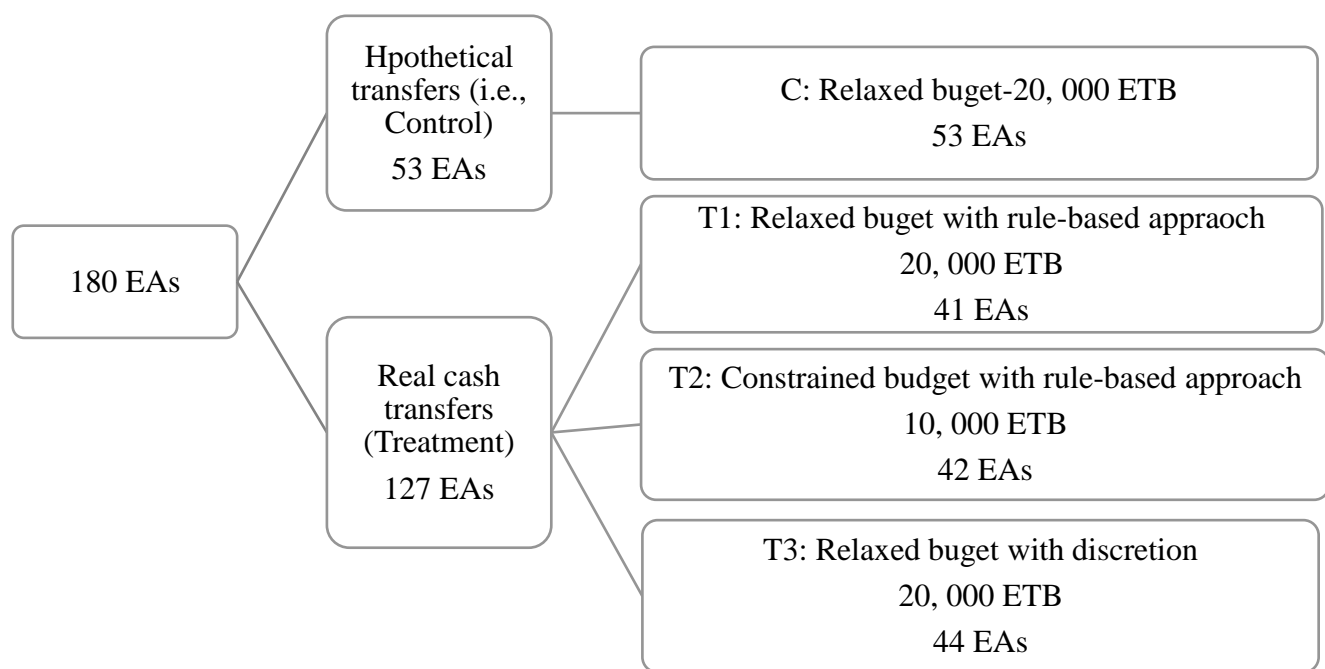 180 EAs
Hpothetical
transfers (i.e.,
Control)
53 EAs
Real cash
transfers
(Treatment)
127 EAs
C: Relaxed buget-20, 000 ETB
53 EAs
T1: Relaxed buget with rule-based appraoch
20, 000 ETB
41 EAs
T2: Constrained budget with rule-based approach
10, 000 ETB
42 EAs
T3: Relaxed buget with discretion
20, 000 ETB
44 EAs